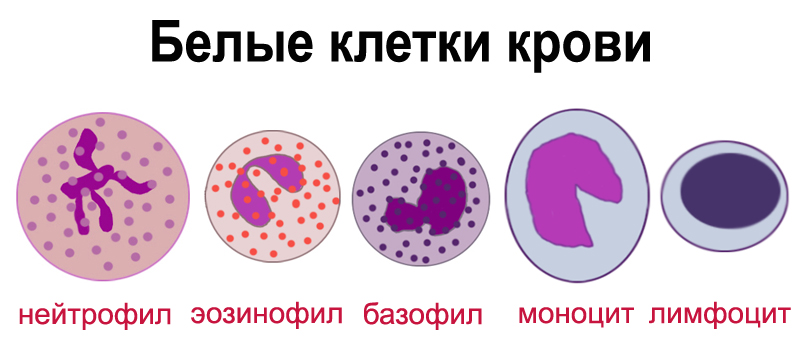 Белые клетки крови
нейтрофил эозинофил базофил моноцит лимфоцит